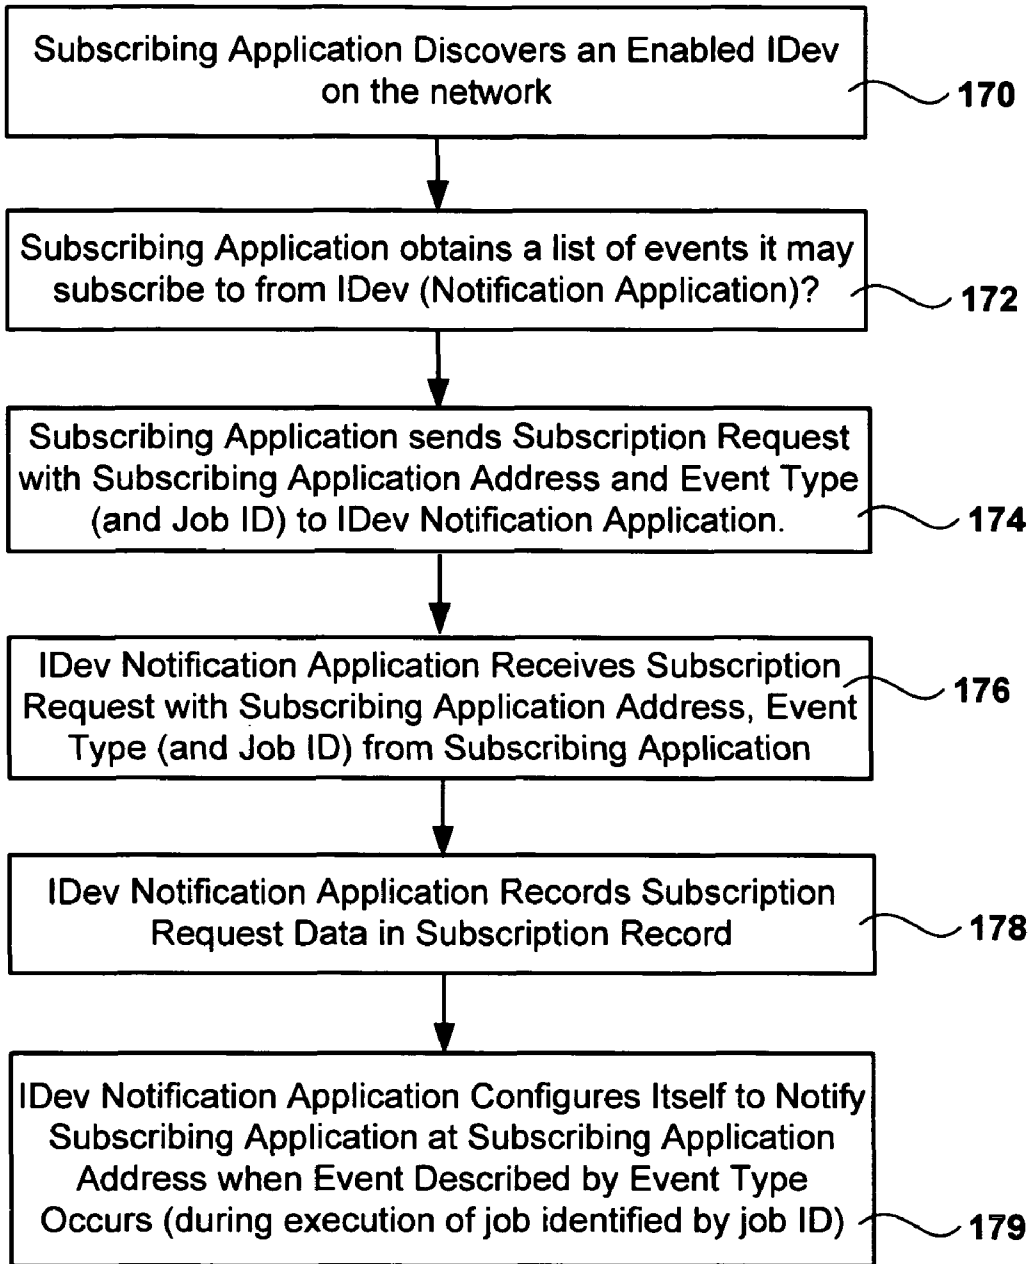 Subscribing Application Discovers an Enabled IDev
on the network
170
Subscribing Application obtains a list of events it may
subscribe to from IDev (Notification Application)?
172
Subscribing Application sends Subscription Request
with Subscribing Application Address and Event Type
(and Job ID) to IDev Notification Application.
174
IDev Notification Application Receives Subscription
Request with Subscribing Application Address, Event
Type (and Job ID) from Subscribing Application
176
IDev Notification Application Records Subscription
Request Data in Subscription Record
178
IDev Notification Application Configures Itself to Notify
Subscribing Application at Subscribing Application
Address when Event Described by Event Type
Occurs (during execution of job identified by job ID)
179